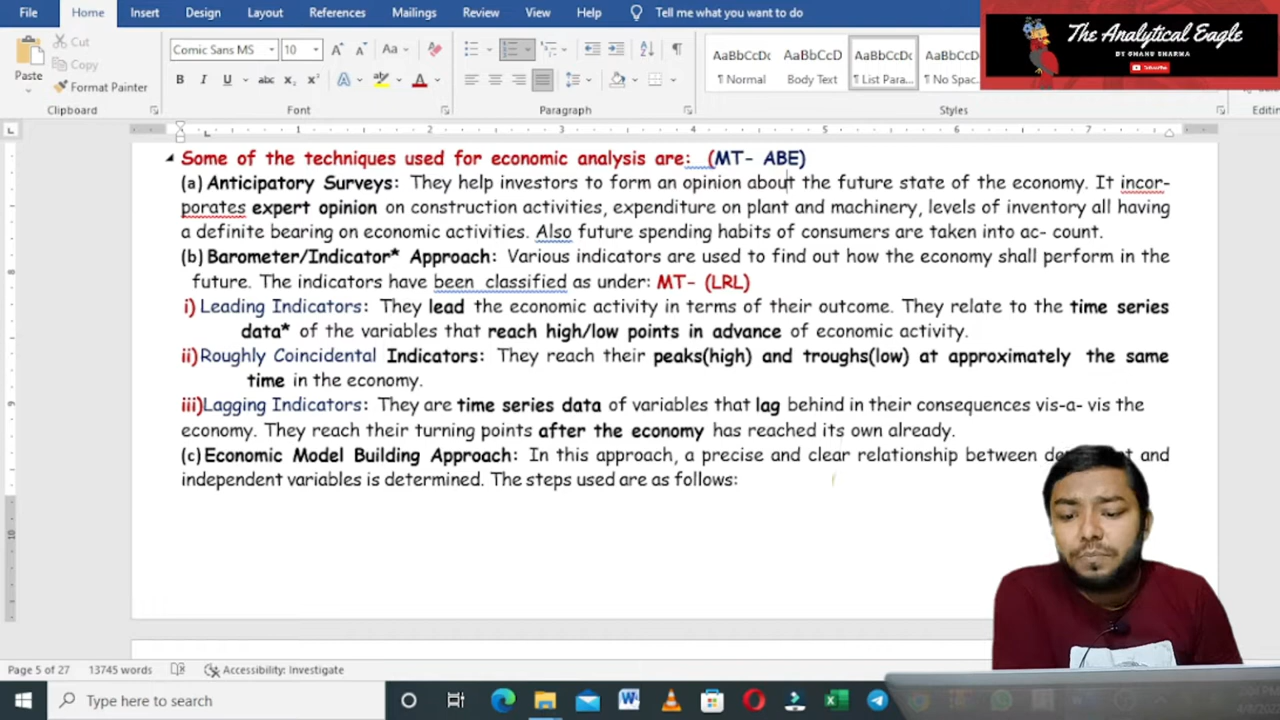 File Home Insert Design Layout References Mailings Review View Help Tell me what you want to do
The Analytical Eagle
Subscribe
Paste
Cut
Copy
Format Painter
Comic Sans MS 10
Aa
B I U abc x₂ x²
AaBbCcDc AaBbCcD AaBbCcDc AaBbCcDc
¶ Normal Body Text ¶ List Para... ¶ No Spac...
Clipboard Font Paragraph Styles Editin
1 2 3 4 5 6 7
Some of the techniques used for economic analysis are: (MT- ABE)
(a) Anticipatory Surveys: They help investors to form an opinion about the future state of the economy. It incor-
porates expert opinion on construction activities, expenditure on plant and machinery, levels of inventory all having
a definite bearing on economic activities. Also future spending habits of consumers are taken into ac- count.
(b) Barometer/Indicator* Approach: Various indicators are used to find out how the economy shall perform in the
future. The indicators have been classified as under: MT- (LRL)
i) Leading Indicators: They lead the economic activity in terms of their outcome. They relate to the time series
data* of the variables that reach high/low points in advance of economic activity.
ii)Roughly Coincidental Indicators: They reach their peaks(high) and troughs(low) at approximately the same
time in the economy.
iii)Lagging Indicators: They are time series data of variables that lag behind in their consequences vis-a- vis the
economy. They reach their turning points after the economy has reached its own already.
(c) Economic Model Building Approach: In this approach, a precise and clear relationship between and
independent variables is determined. The steps used are as follows:
Page 5 of 27 13745 words Accessibility: Investigate
Type here to search